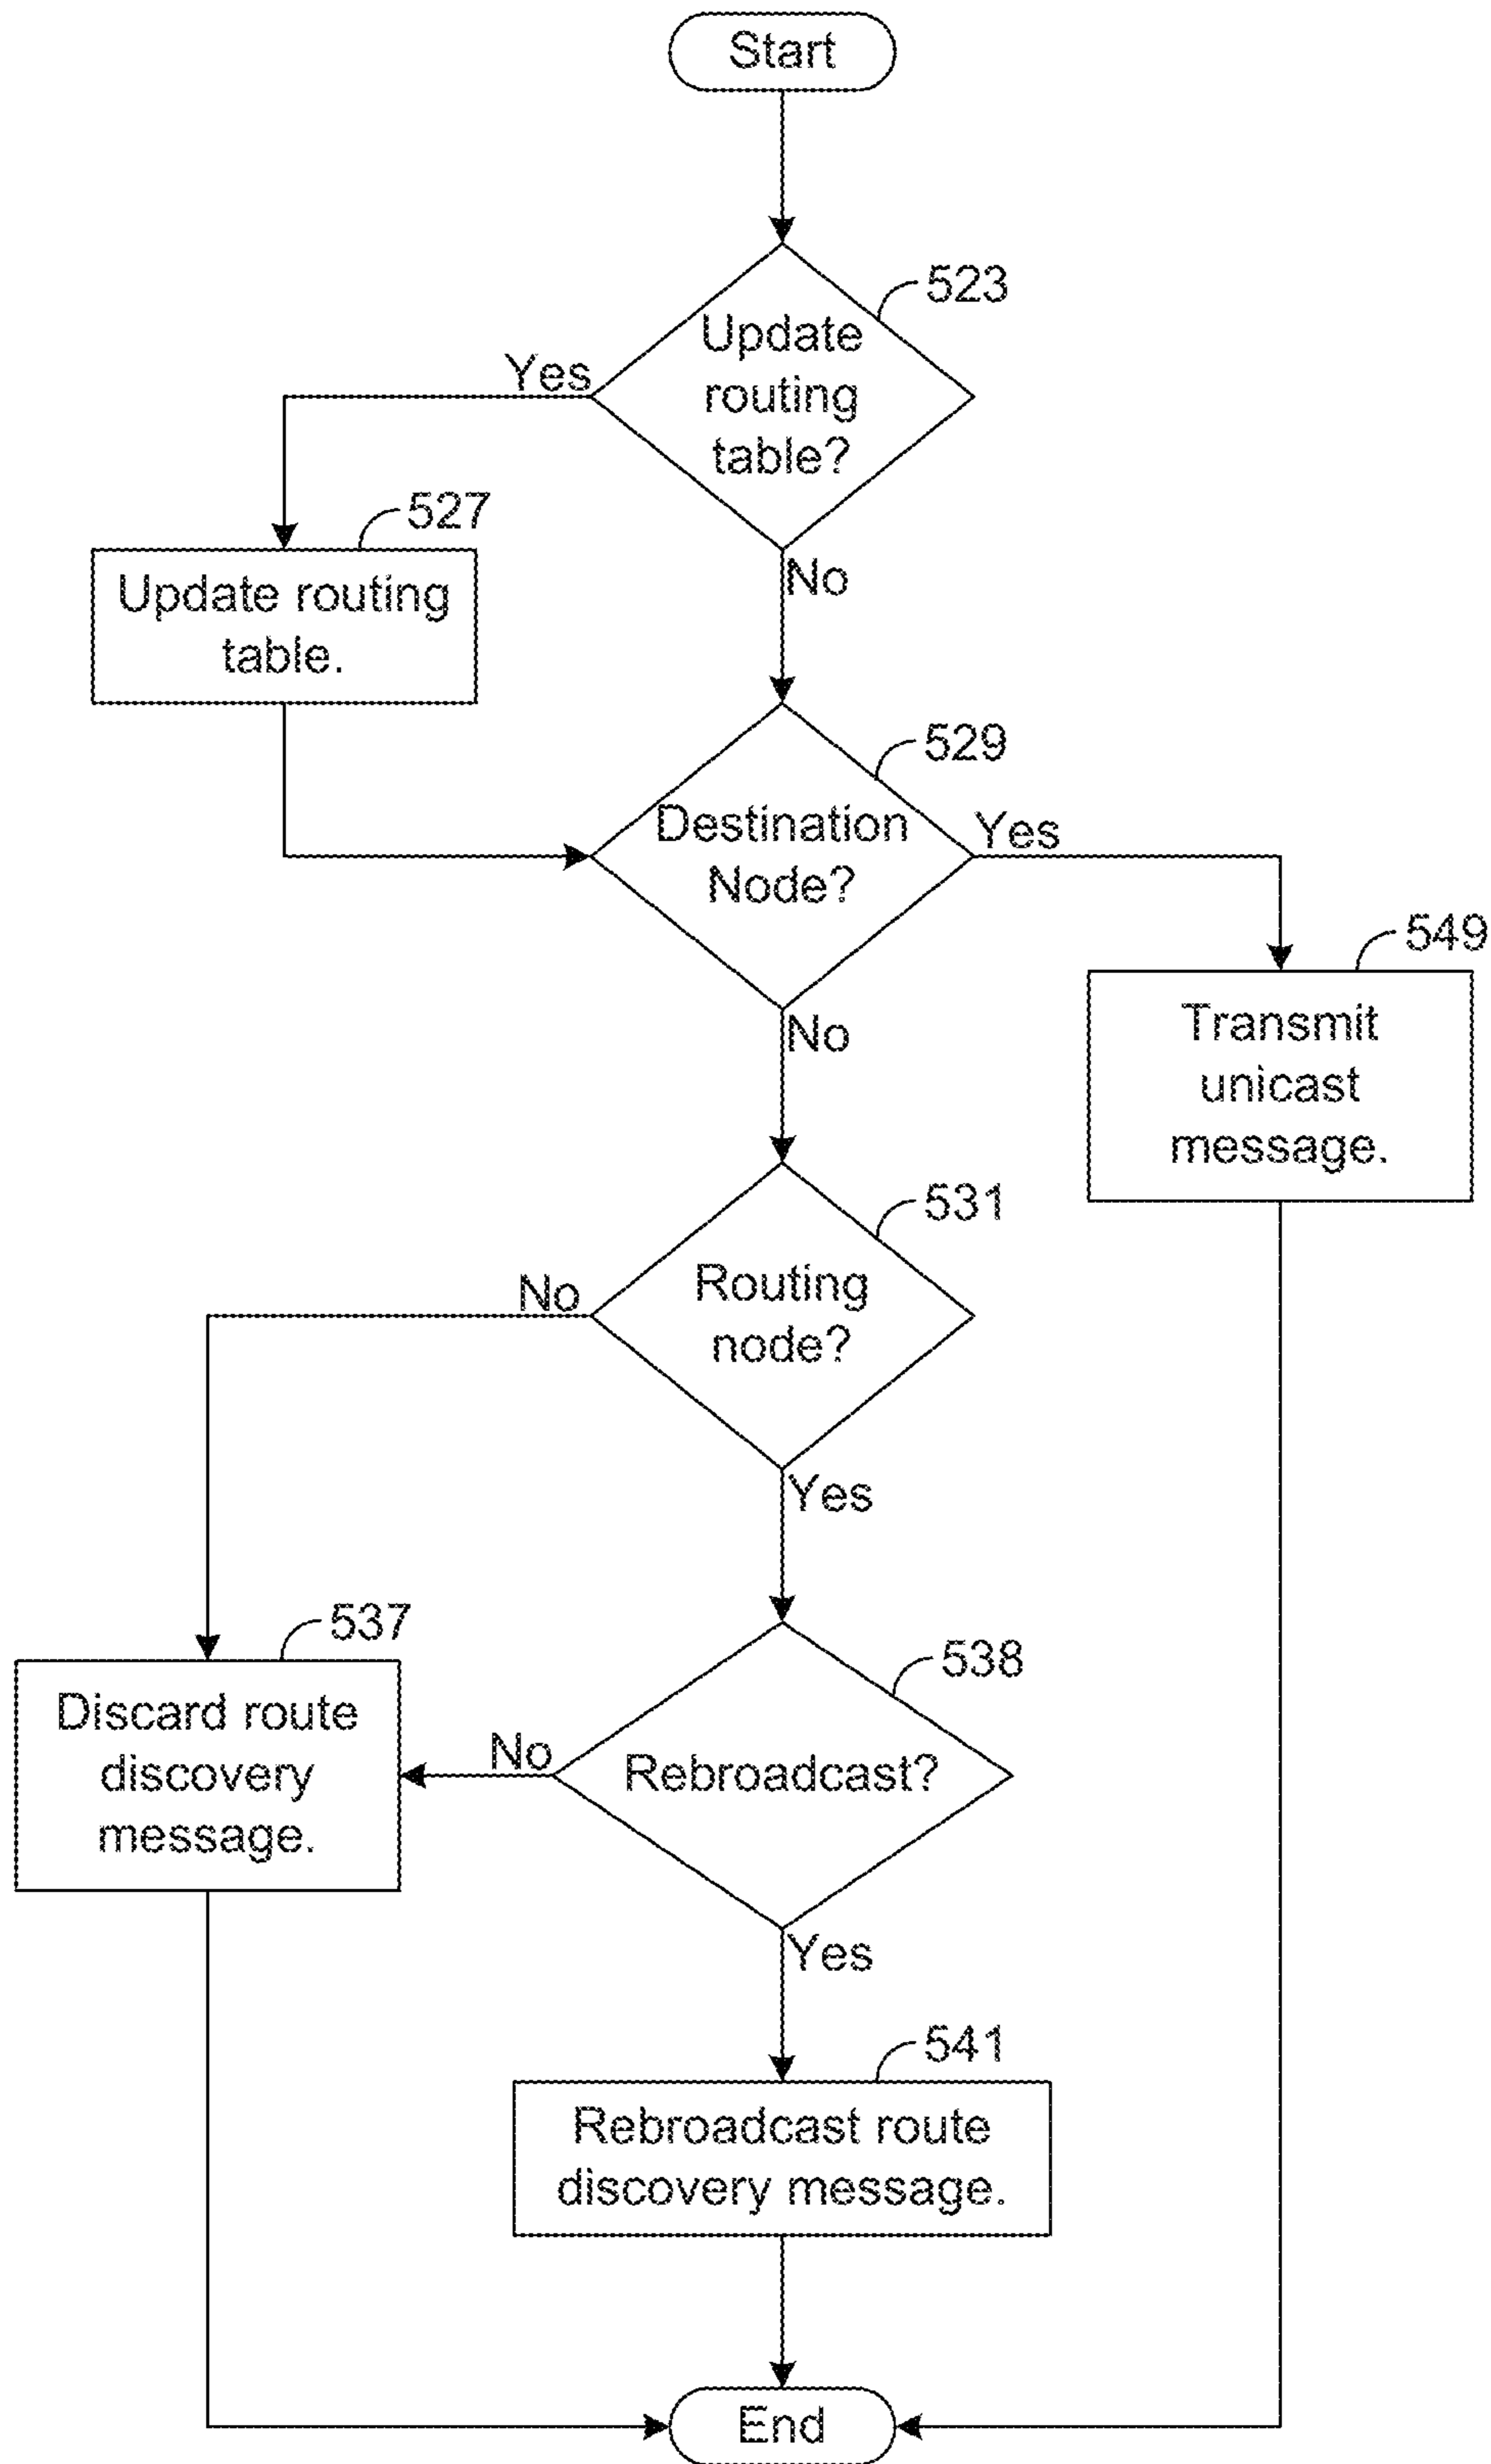 Start
523
Update
routing
table?
Yes
527
Update routing
table.
No
529
Destination
Node?
Yes
549
Transmit
unicast
message.
No
531
Routing
node?
No
Yes
537
Discard route
discovery
message.
538
Rebroadcast?
No
Yes
541
Rebroadcast route
discovery message.
End